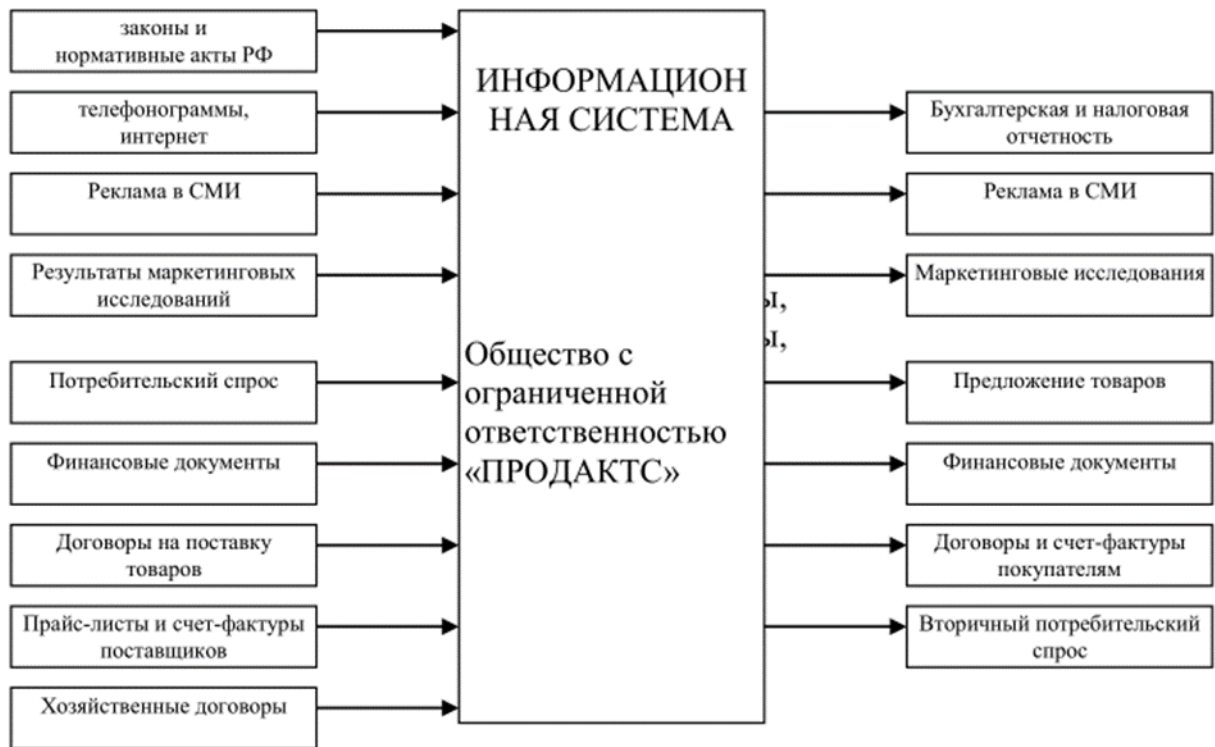 законы и
нормативные акты РФ
телефонограммы,
интернет
Реклама в СМИ
Результаты маркетинговых
исследований
Потребительский спрос
Финансовые документы
Договоры на поставку
товаров
Прайс-листы и счет-фактуры
поставщиков
Хозяйственные договоры
ИНФОРМАЦИОН
НАЯ СИСТЕМА
Общество с
ограниченной
ответственностью
«ПРОДАКТС»
ы,
ы,
Бухгалтерская и налоговая
отчетность
Реклама в СМИ
Маркетинговые исследования
Предложение товаров
Финансовые документы
Договоры и счет-фактуры
покупателям
Вторичный потребительский
спрос